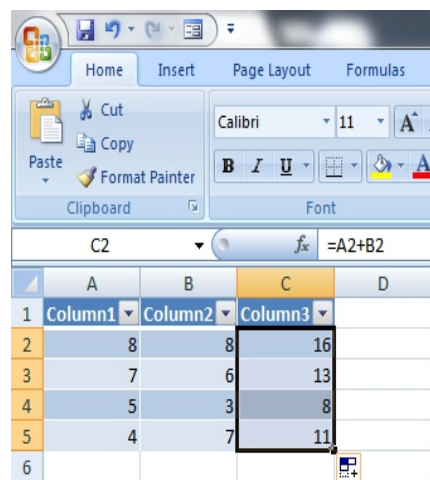 Home Insert Page Layout Formulas
Cut
Copy
Paste
Format Painter
Clipboard
Calibri 11 A A
B I U A
Font
C2 fx =A2+B2
A B C D
1 Column1 Column2 Column3
2 8 8 16
3 7 6 13
4 5 3 8
5 4 7 11
6